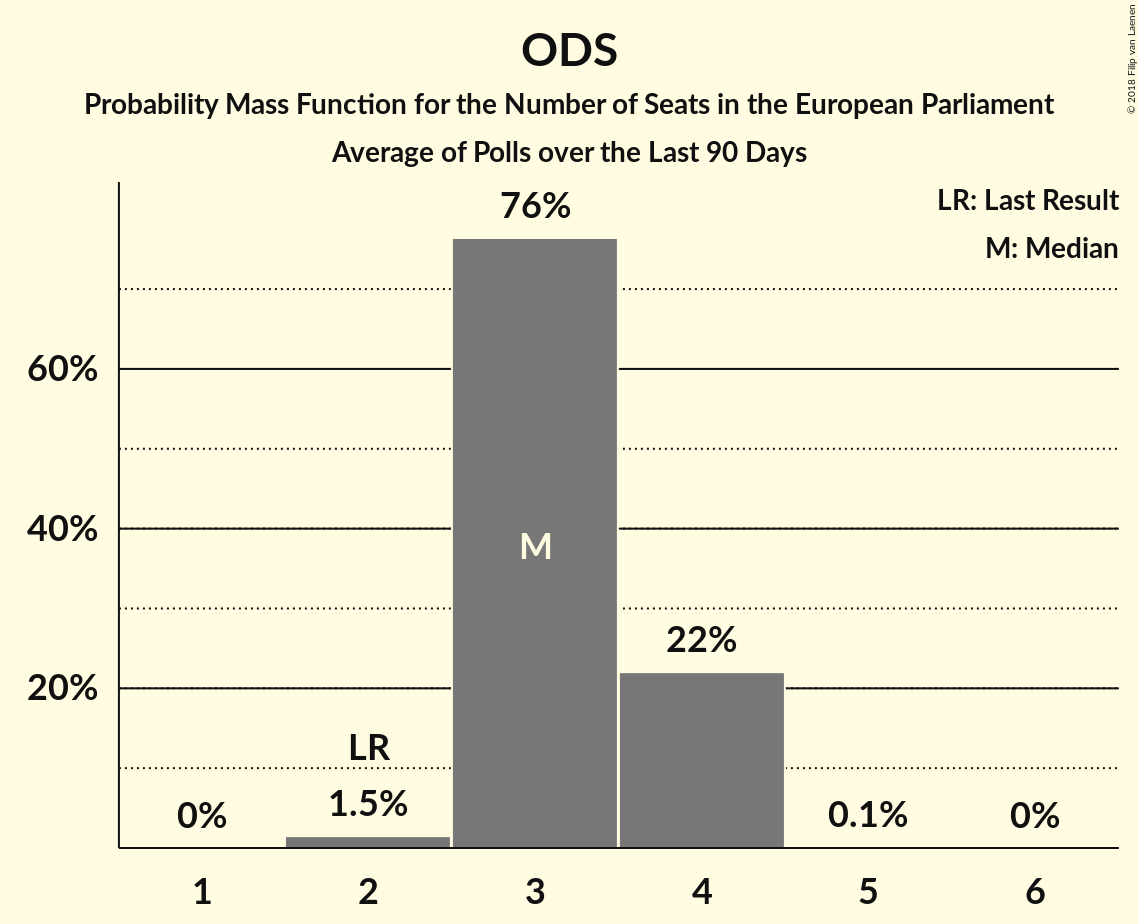 ODS
Probability Mass Function for the Number of Seats in the European Parliament
Average of Polls over the Last 90 Days
© 2018 Filip van Laenen
LR: Last Result
M: Median
76%
60%
40%
M
22%
20%
LR
0%
1.5%
0.1%
0%
1 2 3 4 5 6